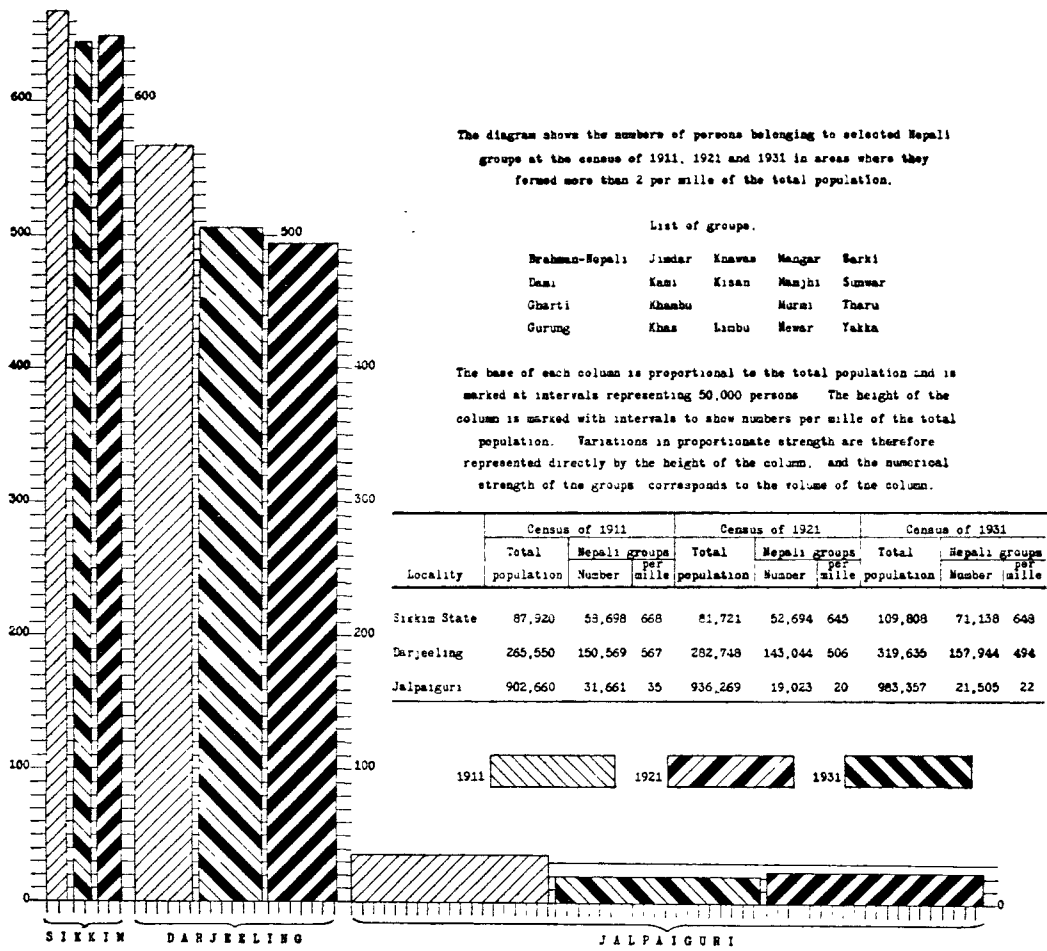 The diagram shows the numbers of persons belonging to selected Nepali
groups at the census of 1911, 1921 and 1931 in areas where they
formed more than 2 per mille of the total population.
List of groups.
Brahman-Nepali Jimdar Knawas Mangar Sarki
Dami Kami Kisan Manjhi Sunwar
Gharti Khambu Murmi Tharu
Gurung Khas Limbu Newar Yakka
The base of each column is proportional to the total population and is
marked at intervals representing 50,000 persons The height of the
column is marked with intervals to show numbers per mille of the total
population. Variations in proportionate strength are therefore
represented directly by the height of the column, and the numerical
strength of the groups corresponds to the volume of the column.
Census of 1911 Census of 1921 Census of 1931
Total Nepali groups Total Nepali groups Total Nepali groups
Locality population Number per mille population Number per mille population Number per mille
Sikkim State 87,920 58,698 668 81,721 52,694 645 109,808 71,138 648
Darjeeling 265,550 150,569 567 282,748 143,044 506 319,635 157,944 494
Jalpaiguri 902,660 31,661 35 936,269 19,023 20 983,357 21,505 22
1911 1921 1931
600 600
500 500
400 400
300 300
200 200
100 100
0 0
SIKKIM DARJEELING JALPAIGURI